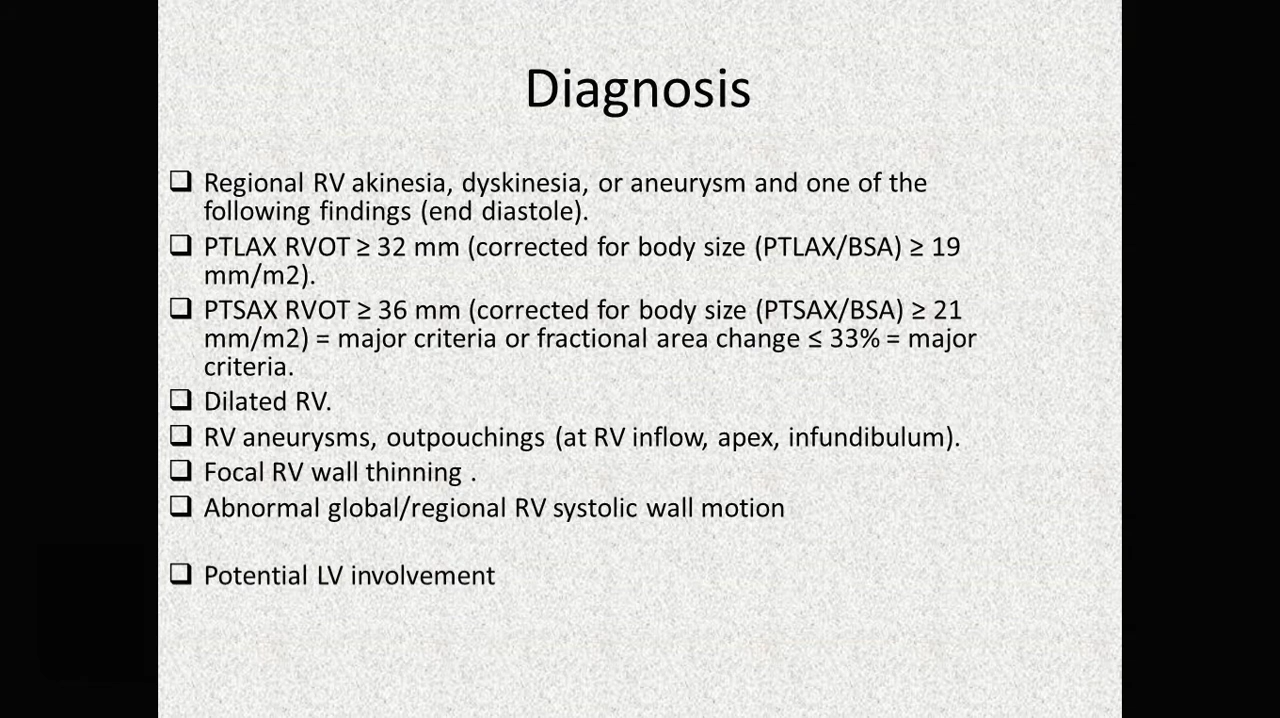 Diagnosis
❑ Regional RV akinesia, dyskinesia, or aneurysm and one of the
following findings (end diastole).
❑ PTLAX RVOT ≥ 32 mm (corrected for body size (PTLAX/BSA) ≥ 19
mm/m2).
❑ PTSAX RVOT ≥ 36 mm (corrected for body size (PTSAX/BSA) ≥ 21
mm/m2) = major criteria or fractional area change ≤ 33% = major
criteria.
❑ Dilated RV.
❑ RV aneurysms, outpouchings (at RV inflow, apex, infundibulum).
❑ Focal RV wall thinning .
❑ Abnormal global/regional RV systolic wall motion
❑ Potential LV involvement